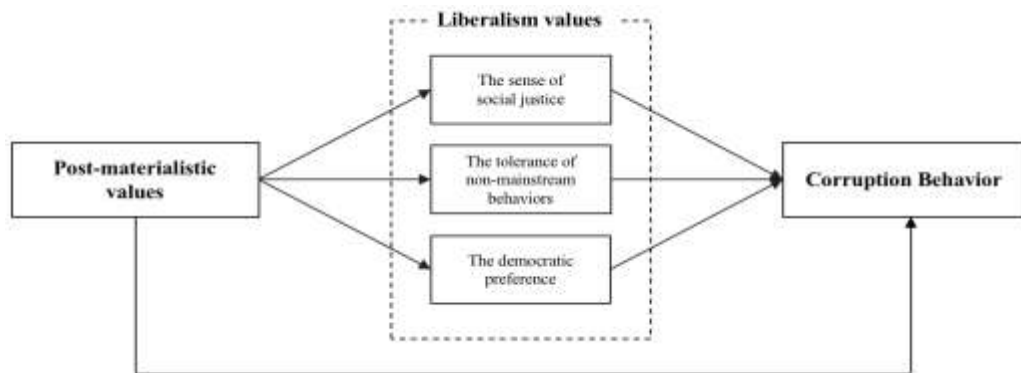 Liberalism values
The sense of
social justice
Post-materialistic
values
The tolerance of
non-mainstream
behaviors
Corruption Behavior
The democratic
preference